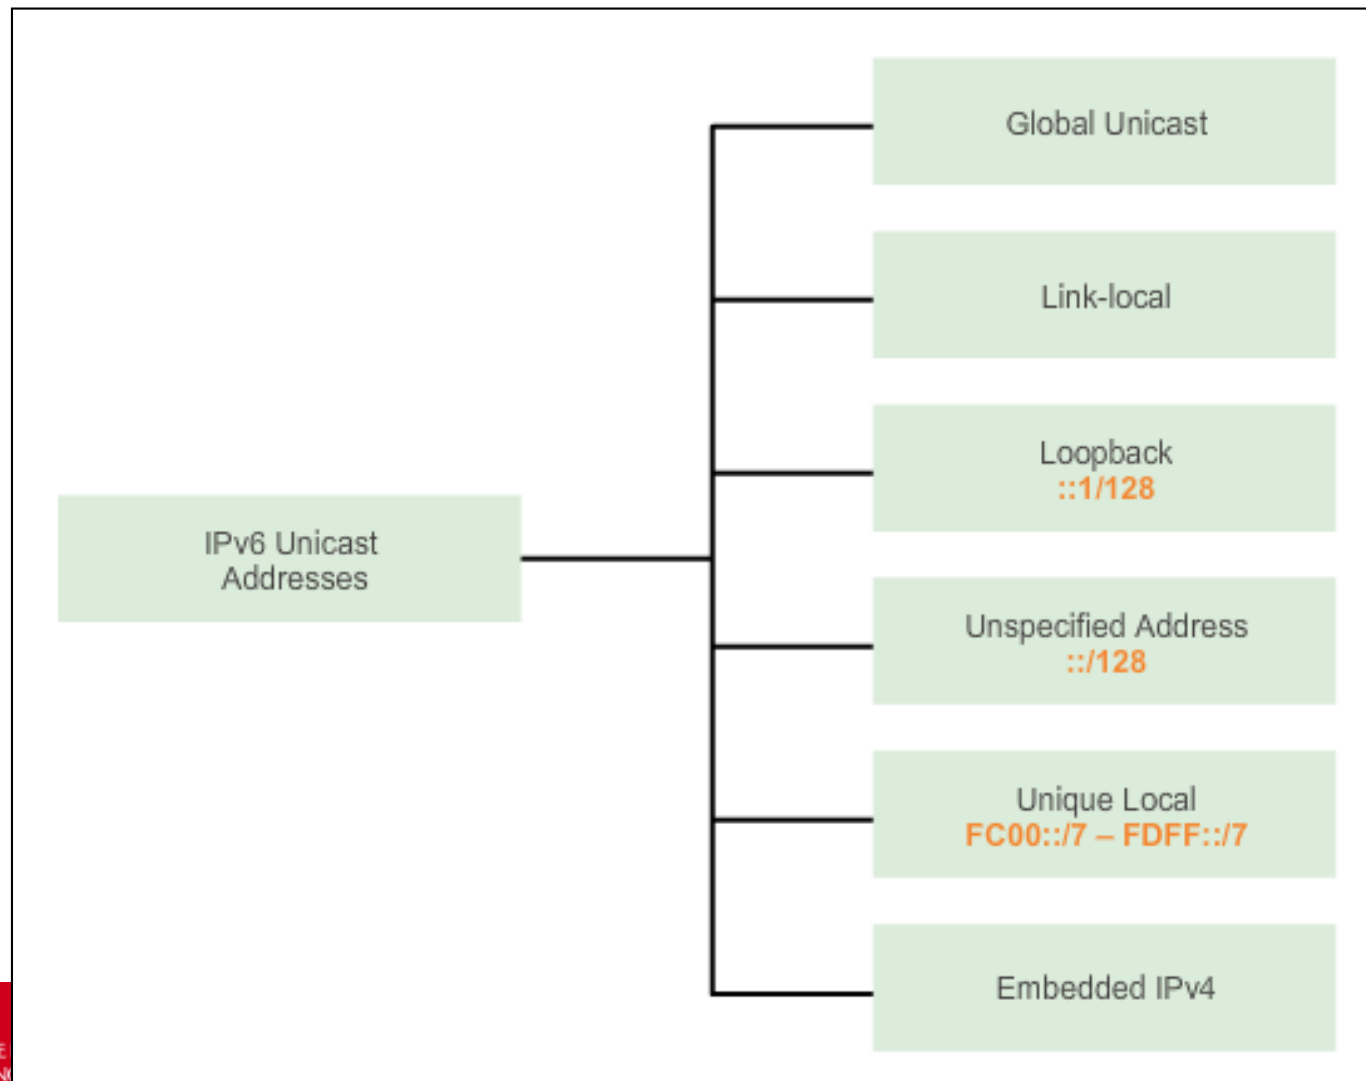 Global Unicast
Link-local
Loopback
::1/128
IPv6 Unicast
Addresses
Unspecified Address
::/128
Unique Local
FC00::/7 – FDFF::/7
Embedded IPv4